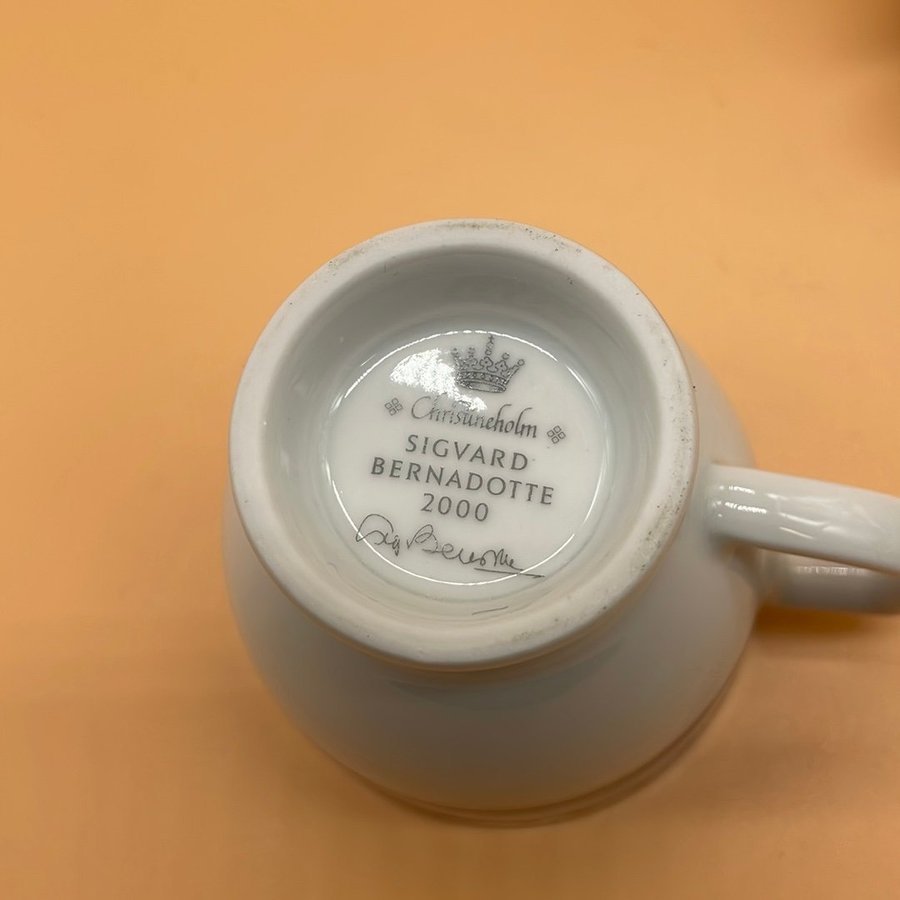 Christineholm
SIGVARD
BERNADOTTE
2000